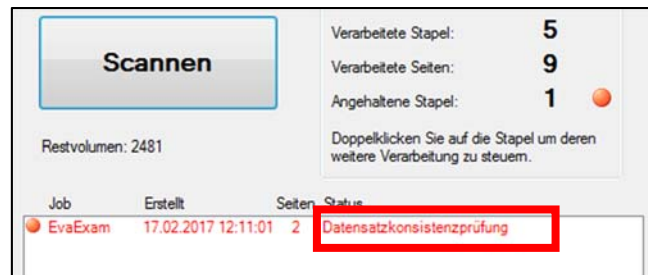 Scannen
Restvolumen: 2481
Verarbeitete Stapel: 5
Verarbeitete Seiten: 9
Angehaltene Stapel: 1
Doppelklicken Sie auf die Stapel um deren
weitere Verarbeitung zu steuern.
Job Erstellt Seiten Status
EvaExam 17.02.2017 12:11:01 2 Datensatzkonsistenzprüfung